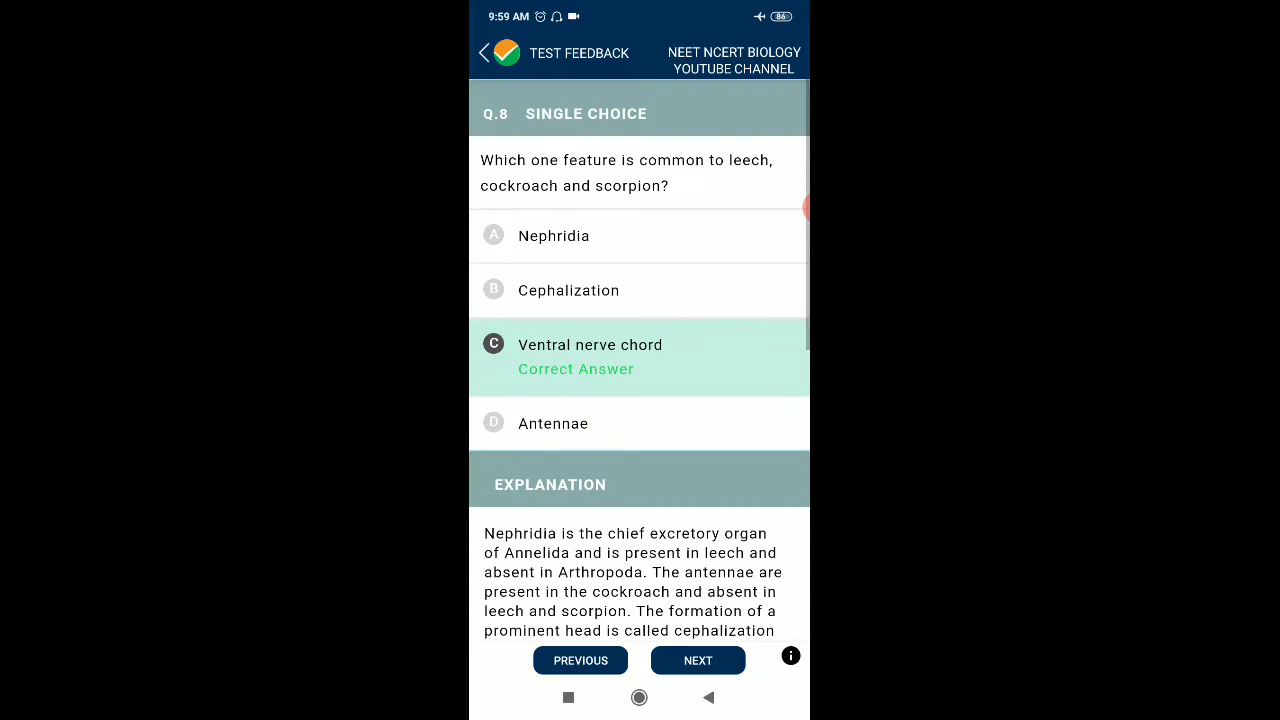 9:59 AM 86
TEST FEEDBACK
NEET NCERT BIOLOGY
YOUTUBE CHANNEL
Q.8 SINGLE CHOICE
Which one feature is common to leech,
cockroach and scorpion?
A Nephridia
B Cephalization
C Ventral nerve chord
Correct Answer
D Antennae
EXPLANATION
Nephridia is the chief excretory organ
of Annelida and is present in leech and
absent in Arthropoda. The antennae are
present in the cockroach and absent in
leech and scorpion. The formation of a
prominent head is called cephalization
PREVIOUS NEXT i